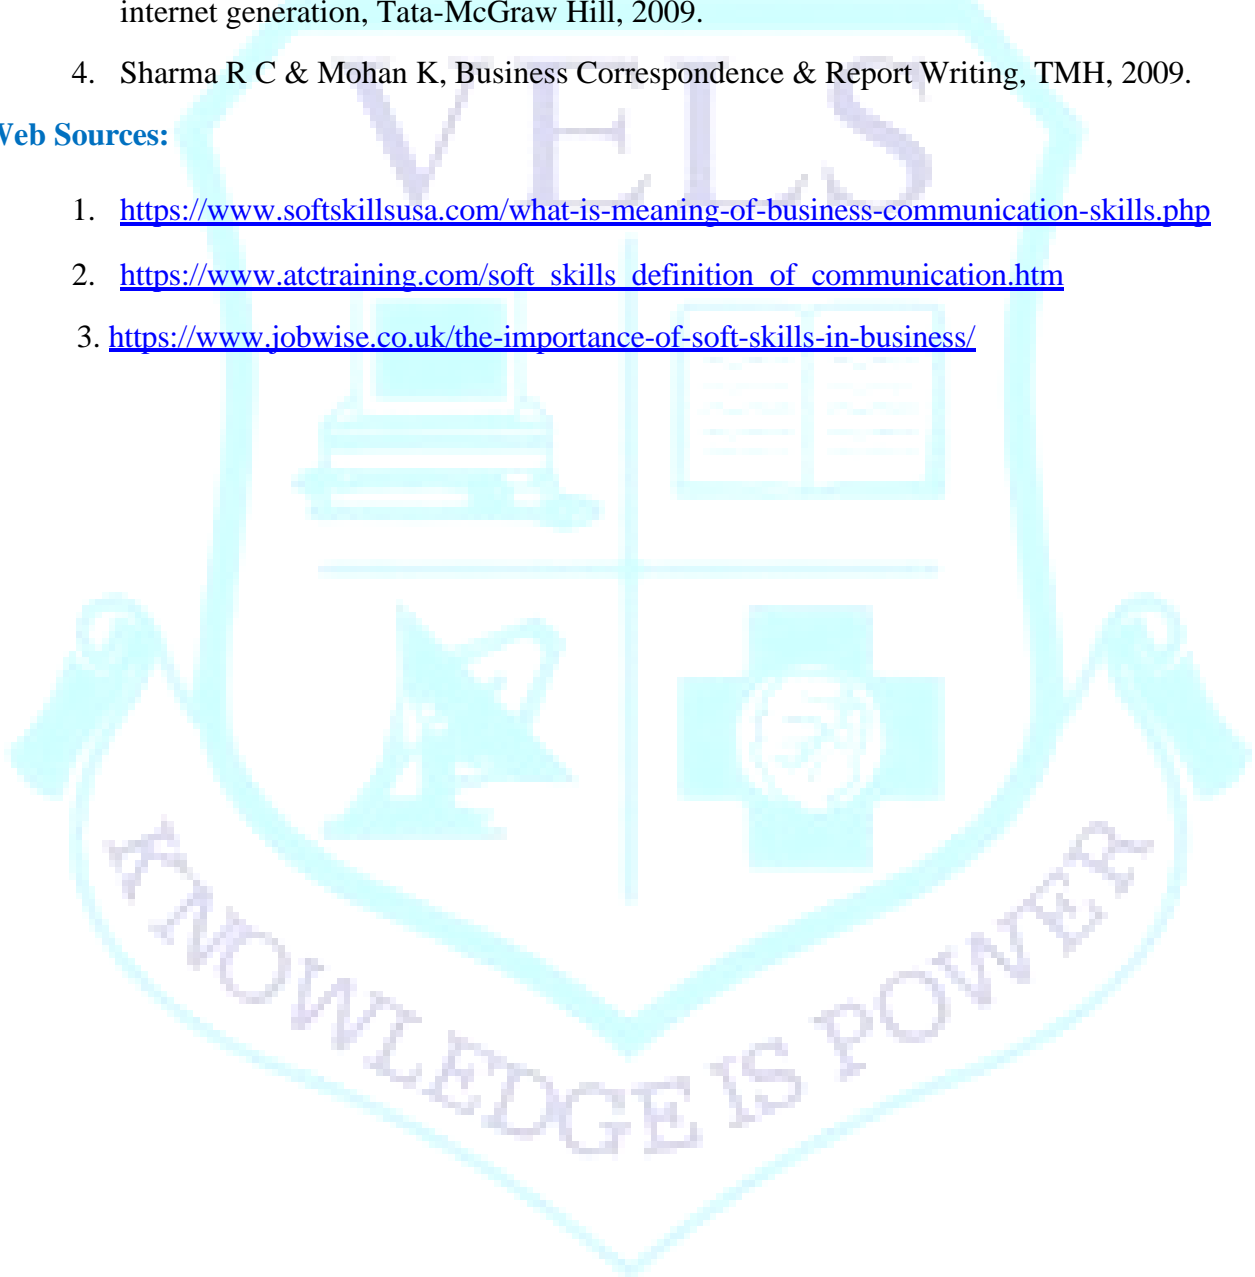 internet generation, Tata-McGraw Hill, 2009.
4. Sharma R C & Mohan K, Business Correspondence & Report Writing, TMH, 2009.
Web Sources:
1. https://www.softskillsusa.com/what-is-meaning-of-business-communication-skills.php
2. https://www.atctraining.com/soft_skills_definition_of_communication.htm
3. https://www.jobwise.co.uk/the-importance-of-soft-skills-in-business/
VELS
KNOWLEDGE IS POWER